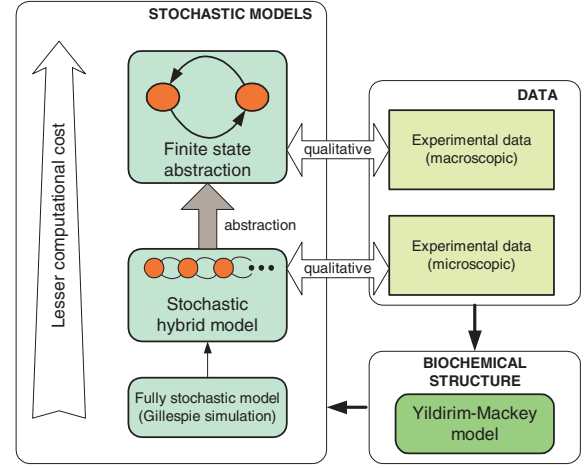 STOCHASTIC MODELS
Lesser computational cost
Finite state
abstraction
abstraction
Stochastic
hybrid model
Fully stochastic model
(Gillespie simulation)
qualitative
qualitative
DATA
Experimental data
(macroscopic)
Experimental data
(microscopic)
BIOCHEMICAL
STRUCTURE
Yildirim-Mackey
model